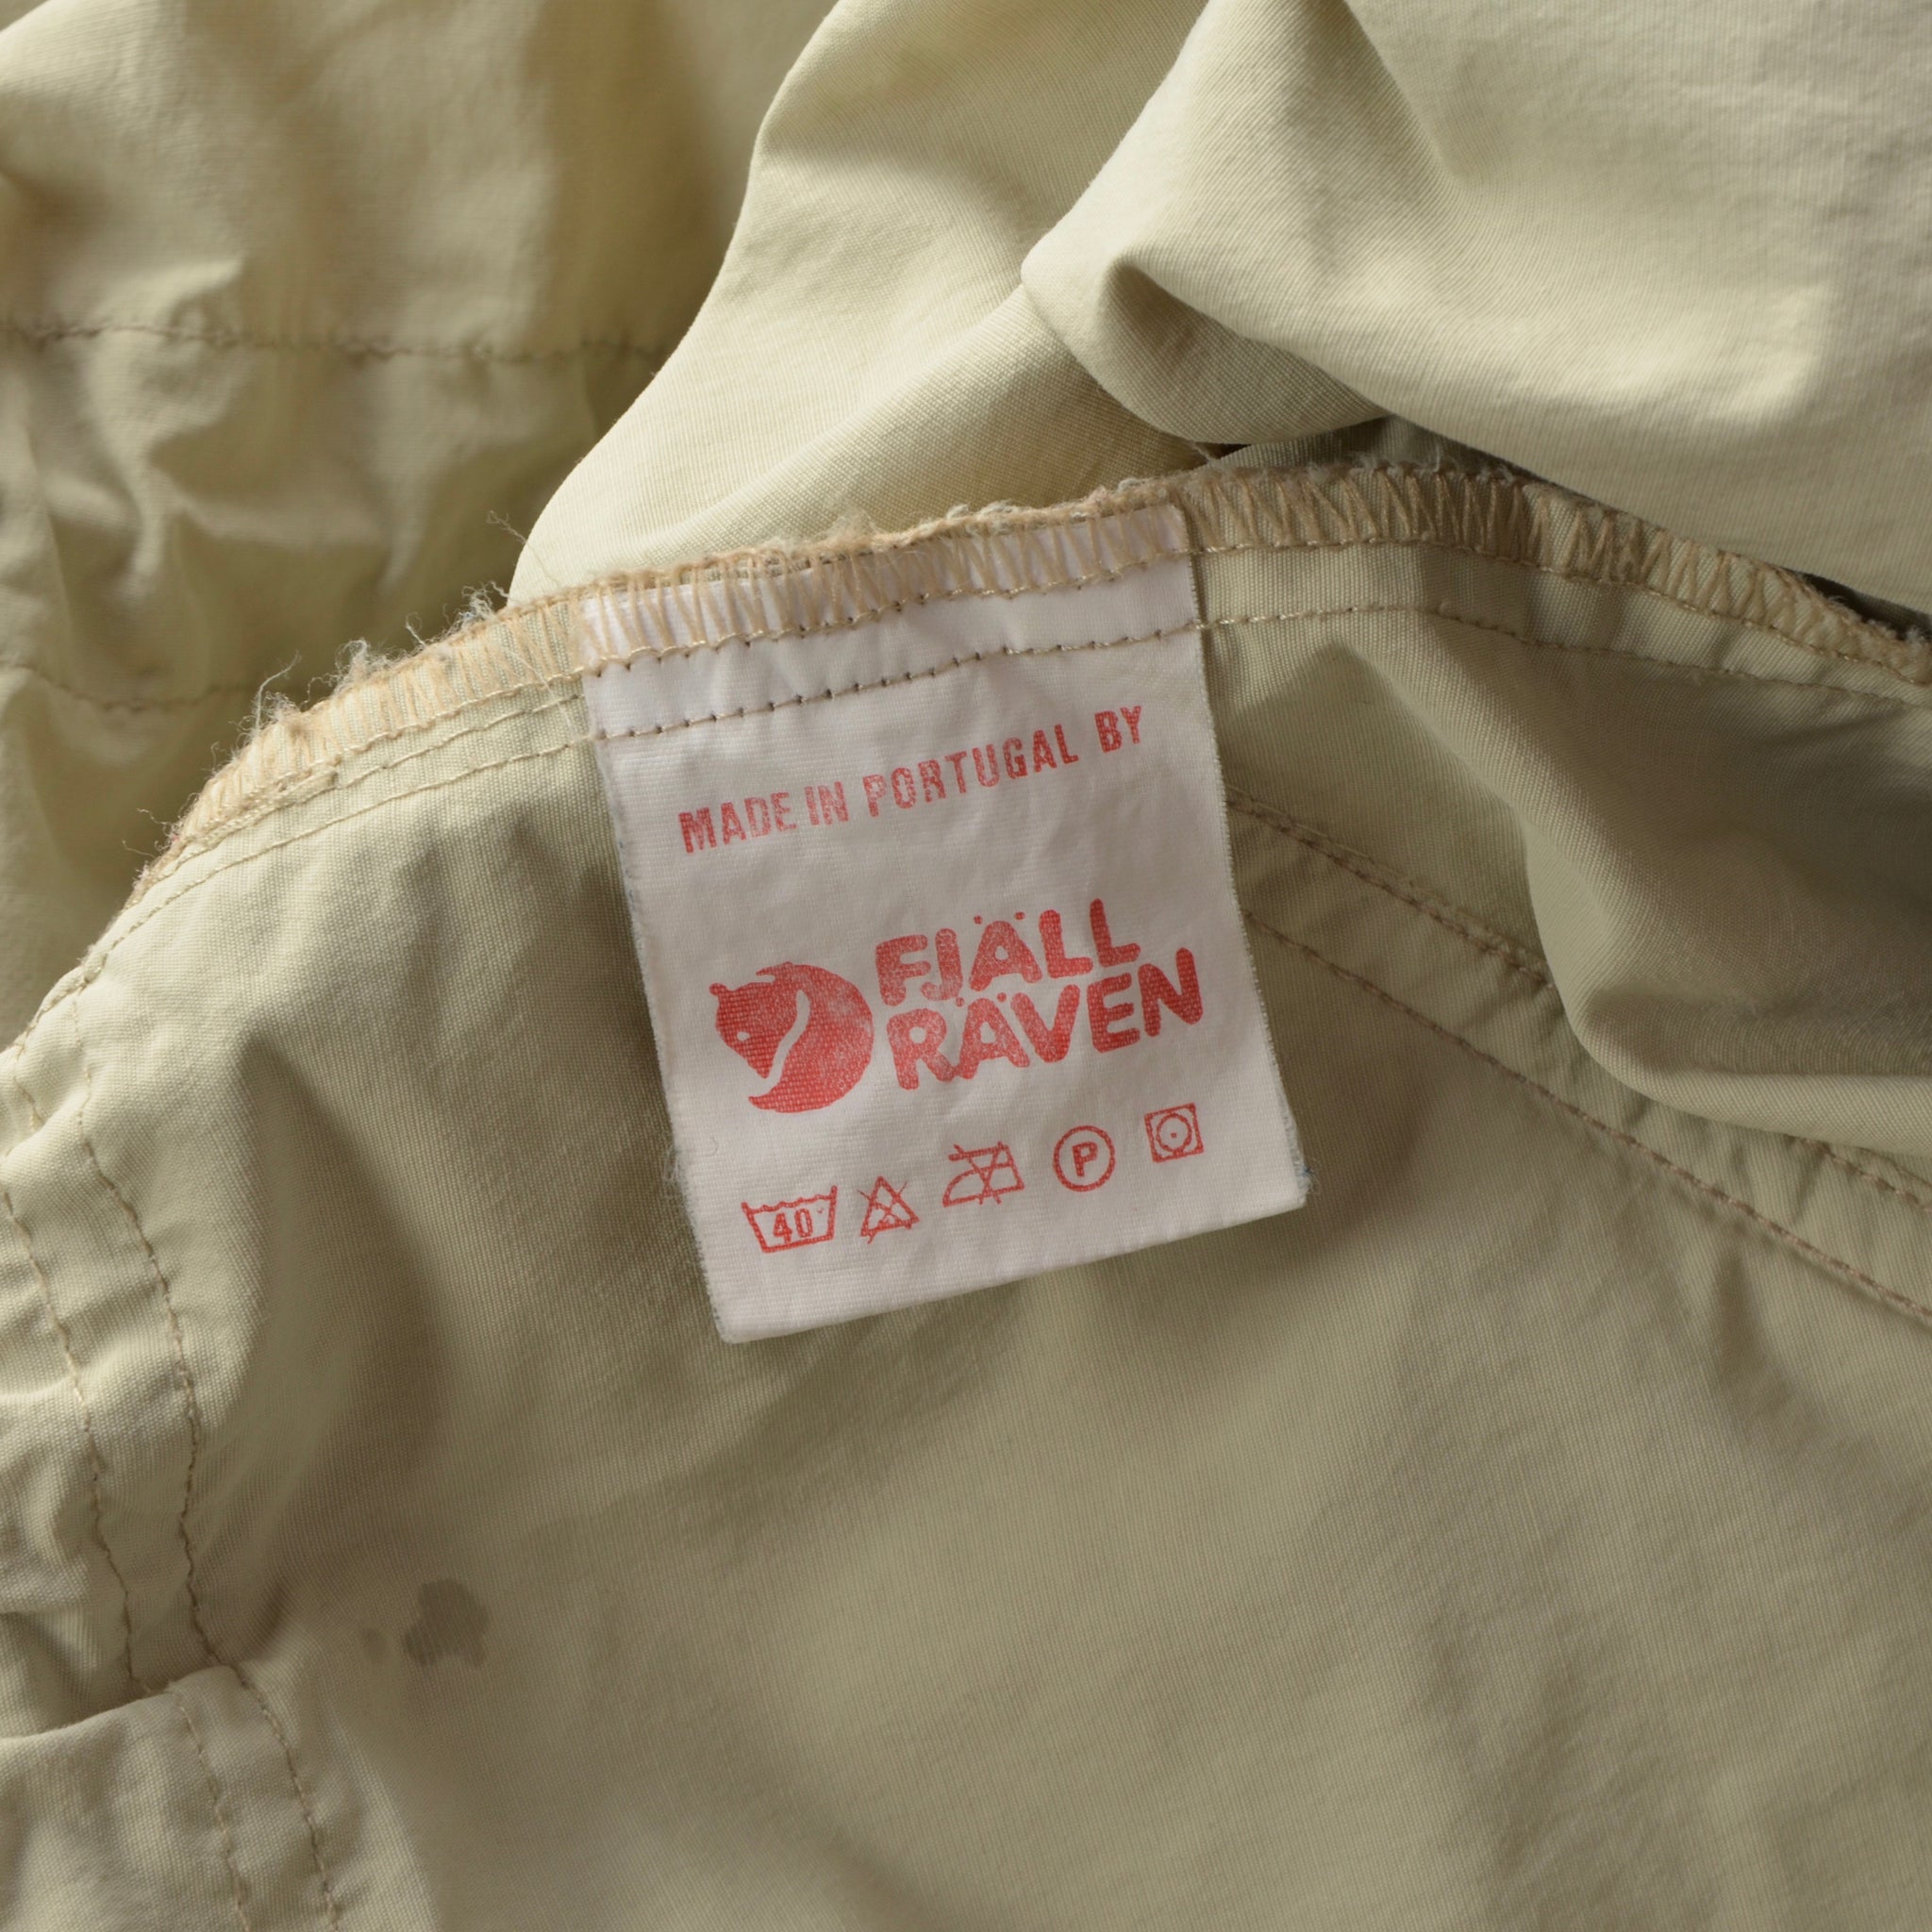 MADE IN PORTUGAL BY
FJÄLL
RÄVEN
40°
P